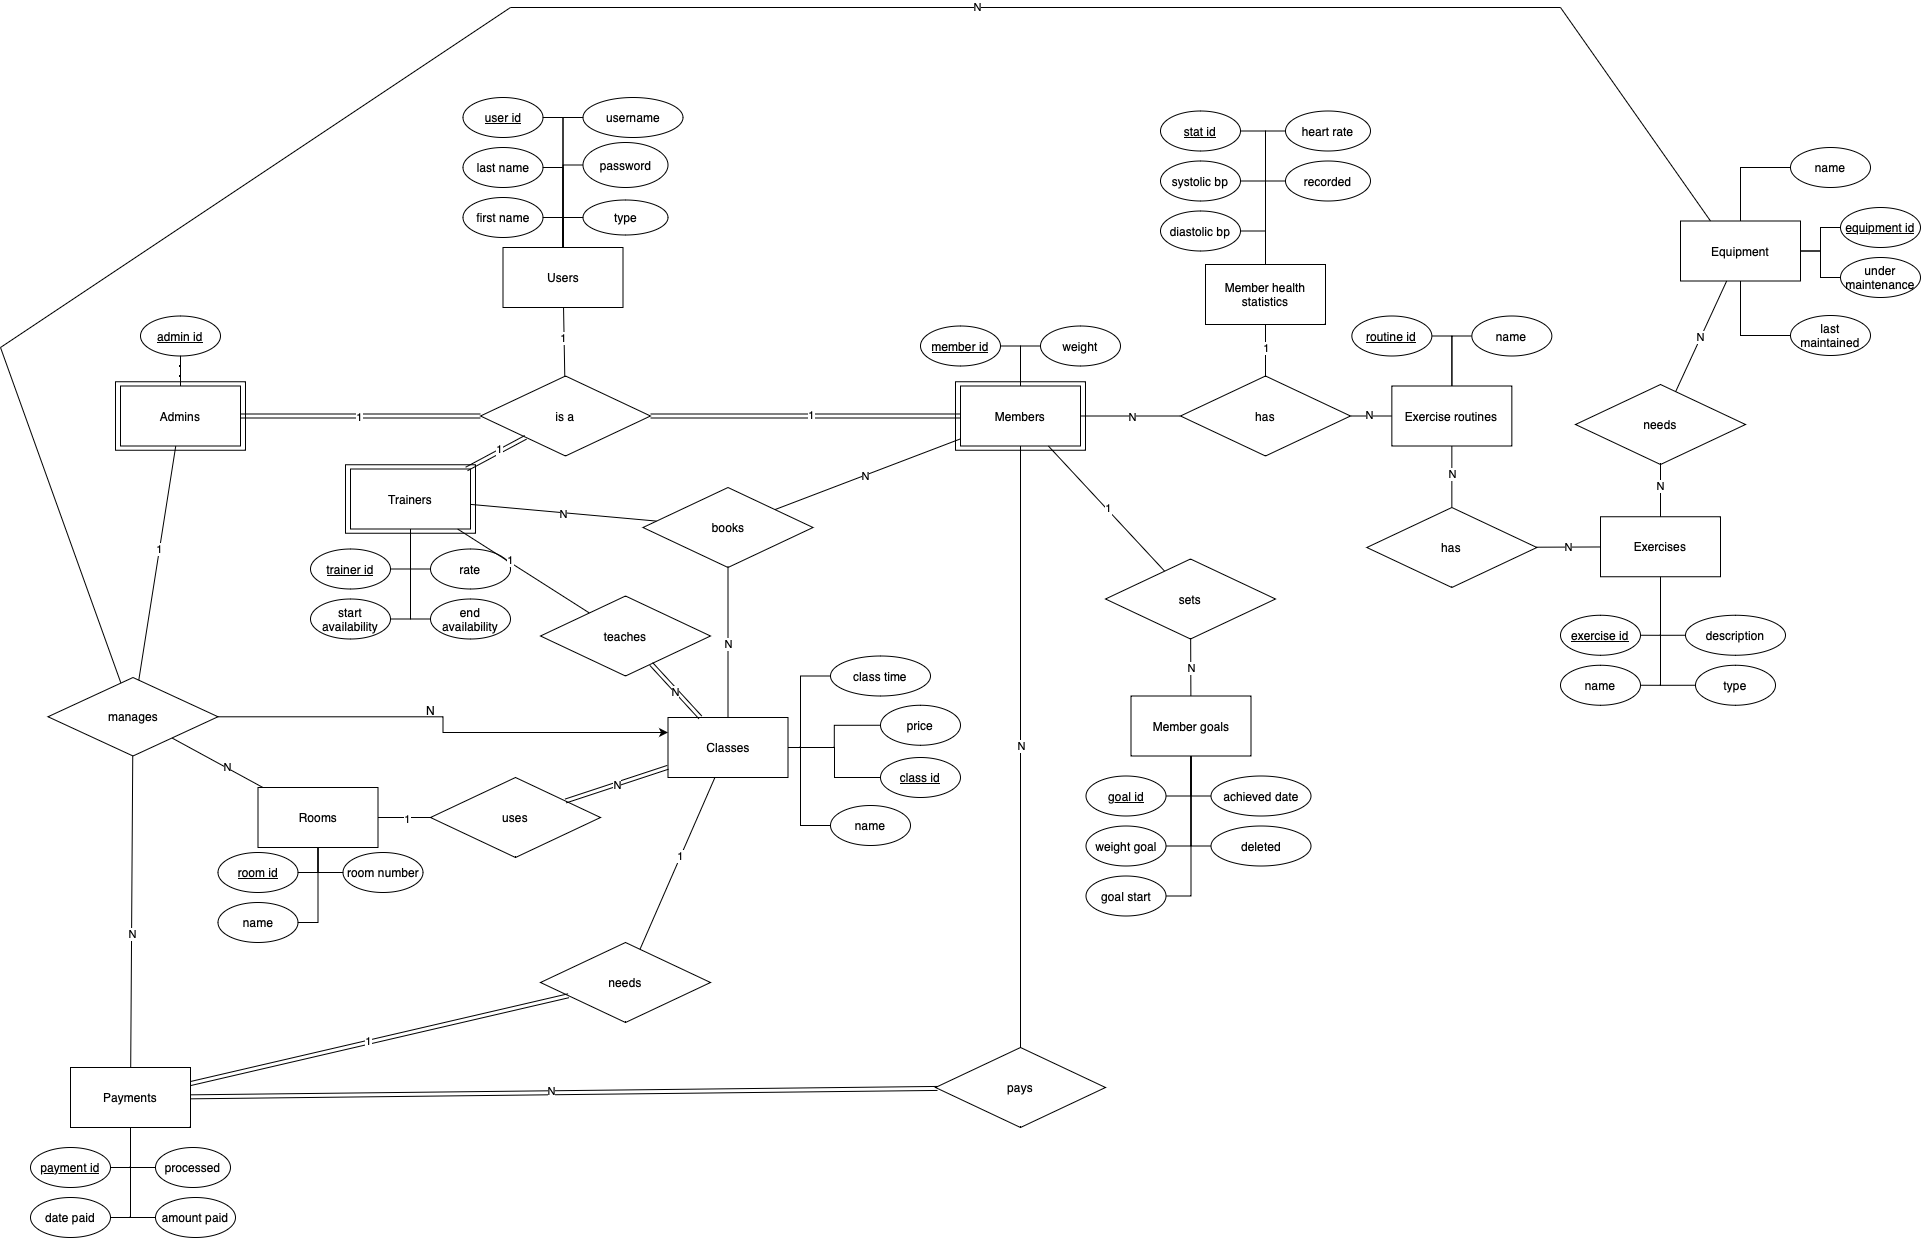 N
user id
username
last name
password
first name
type
Users
1
stat id
heart rate
systolic bp
recorded
diastolic bp
Member health
statistics
1
name
equipment id
Equipment
under
maintenance
last
maintained
N
needs
N
admin id
Admins
1
is a
1
1
member id
weight
Members
N
has
N
routine id
name
Exercise routines
N
has
N
Exercises
exercise id
description
name
type
Trainers
N
books
N
N
trainer id
rate
start
availability
end
availability
1
teaches
N
1
sets
N
Member goals
goal id
achieved date
weight goal
deleted
goal start
1
manages
N
Classes
class time
price
class id
name
N
Rooms
1
uses
N
room id
room number
name
1
needs
1
N
N
Payments
N
pays
payment id
processed
date paid
amount paid